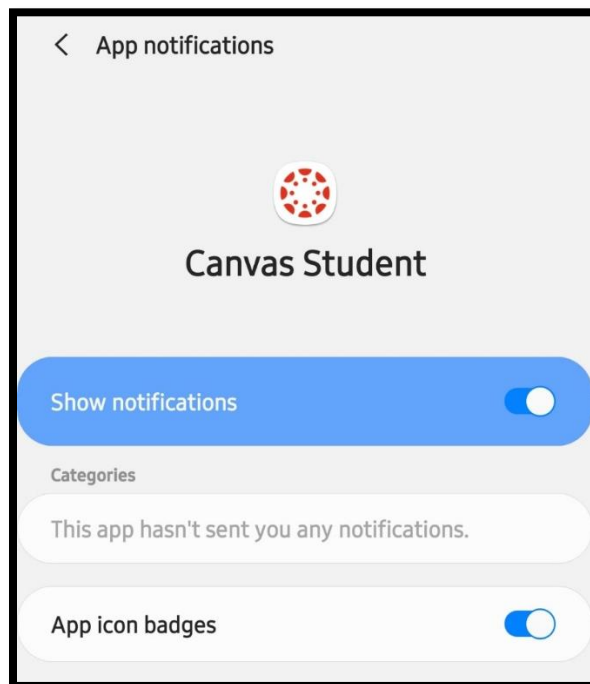 App notifications
Canvas Student
Show notifications
Categories
This app hasn't sent you any notifications.
App icon badges